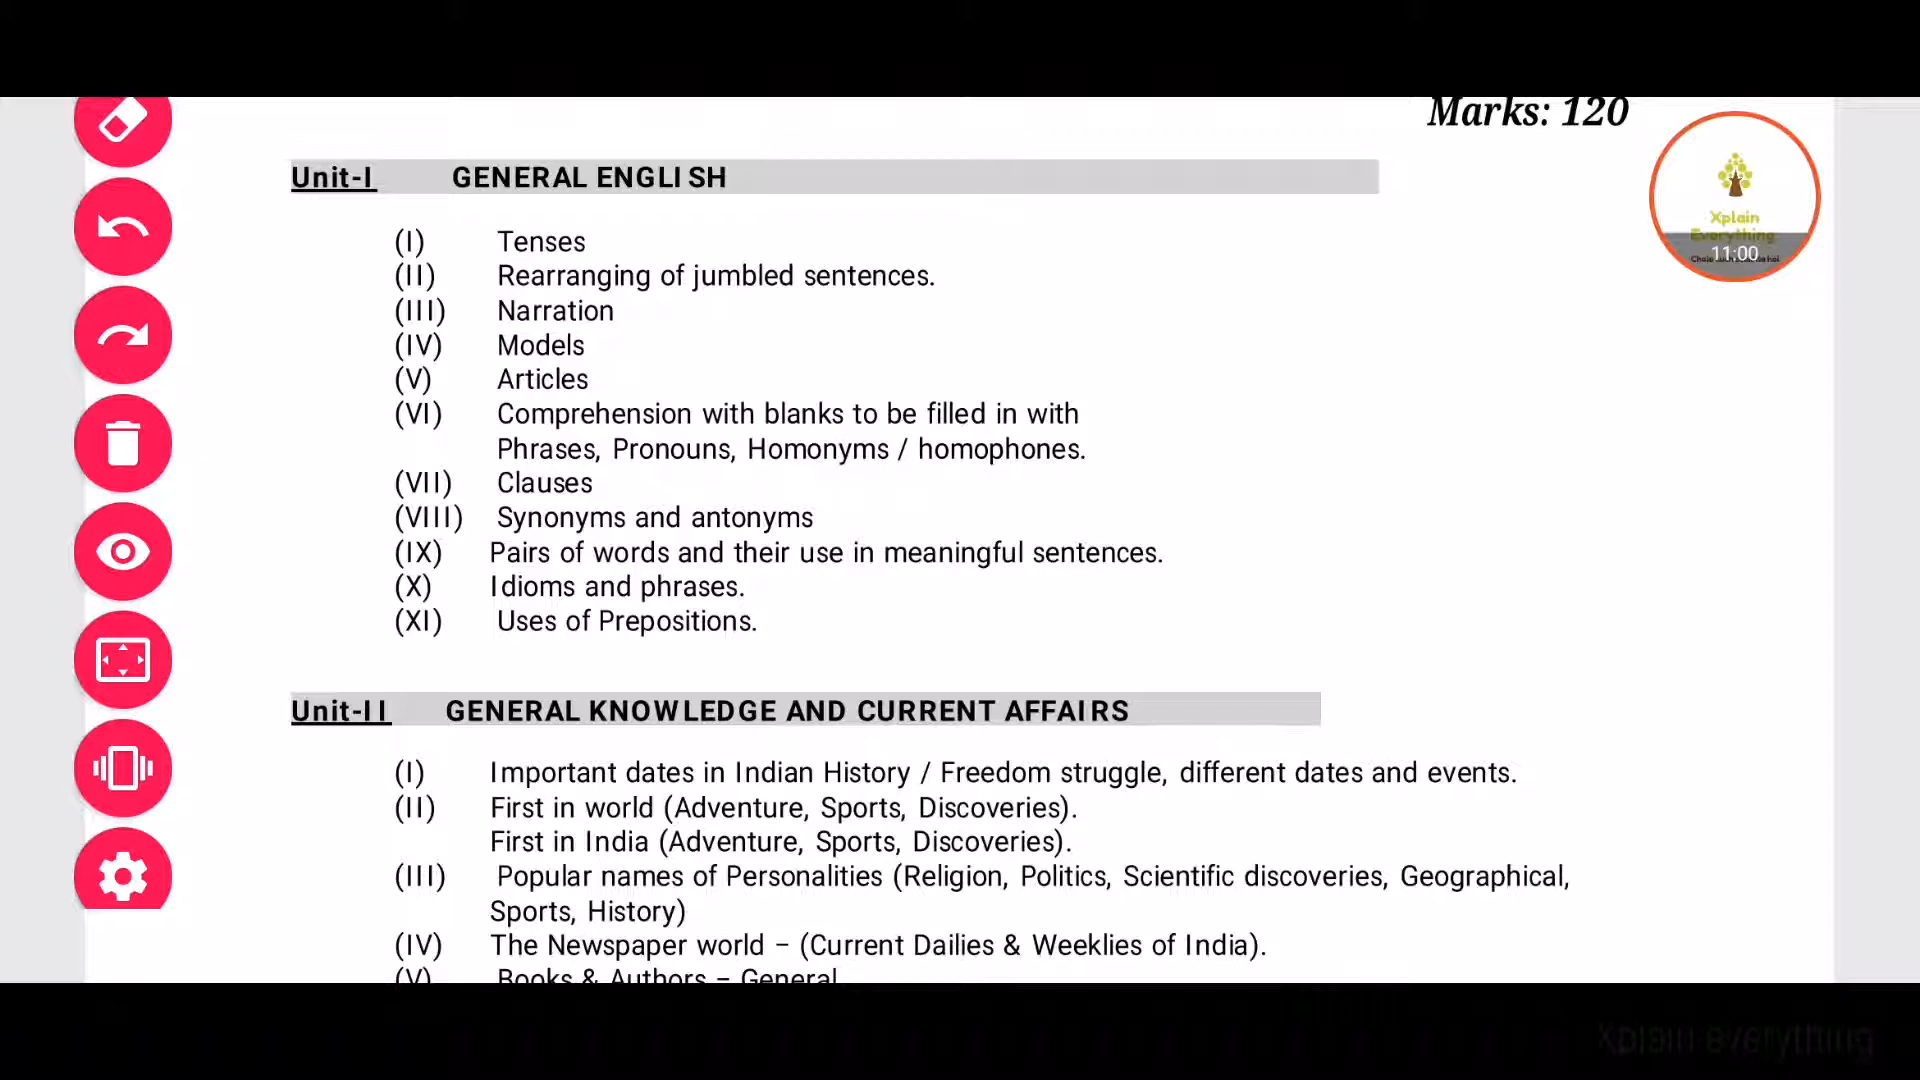 Marks: 120
Unit-I GENERAL ENGLISH
(I) Tenses
(II) Rearranging of jumbled sentences.
(III) Narration
(IV) Models
(V) Articles
(VI) Comprehension with blanks to be filled in with
Phrases, Pronouns, Homonyms / homophones.
(VII) Clauses
(VIII) Synonyms and antonyms
(IX) Pairs of words and their use in meaningful sentences.
(X) Idioms and phrases.
(XI) Uses of Prepositions.
Unit-II GENERAL KNOWLEDGE AND CURRENT AFFAIRS
(I) Important dates in Indian History / Freedom struggle, different dates and events.
(II) First in world (Adventure, Sports, Discoveries).
First in India (Adventure, Sports, Discoveries).
(III) Popular names of Personalities (Religion, Politics, Scientific discoveries, Geographical,
Sports, History)
(IV) The Newspaper world – (Current Dailies & Weeklies of India).
(V) Books & Authors – General
Xplain
Everything
11:00
Xplain everything